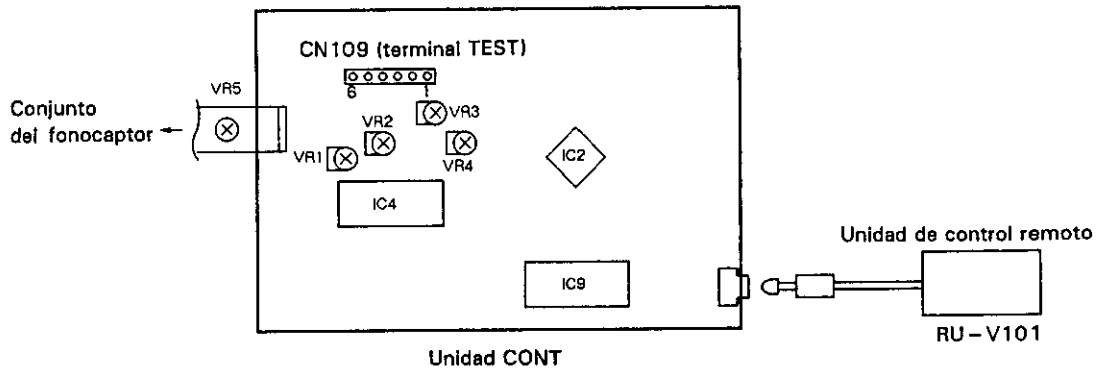 CN109 (terminal TEST)
6 1
VR5
Conjunto
del fonocaptor
VR3
VR2
VR1
VR4
IC2
IC4
IC9
Unidad de control remoto
RU-V101
Unidad CONT